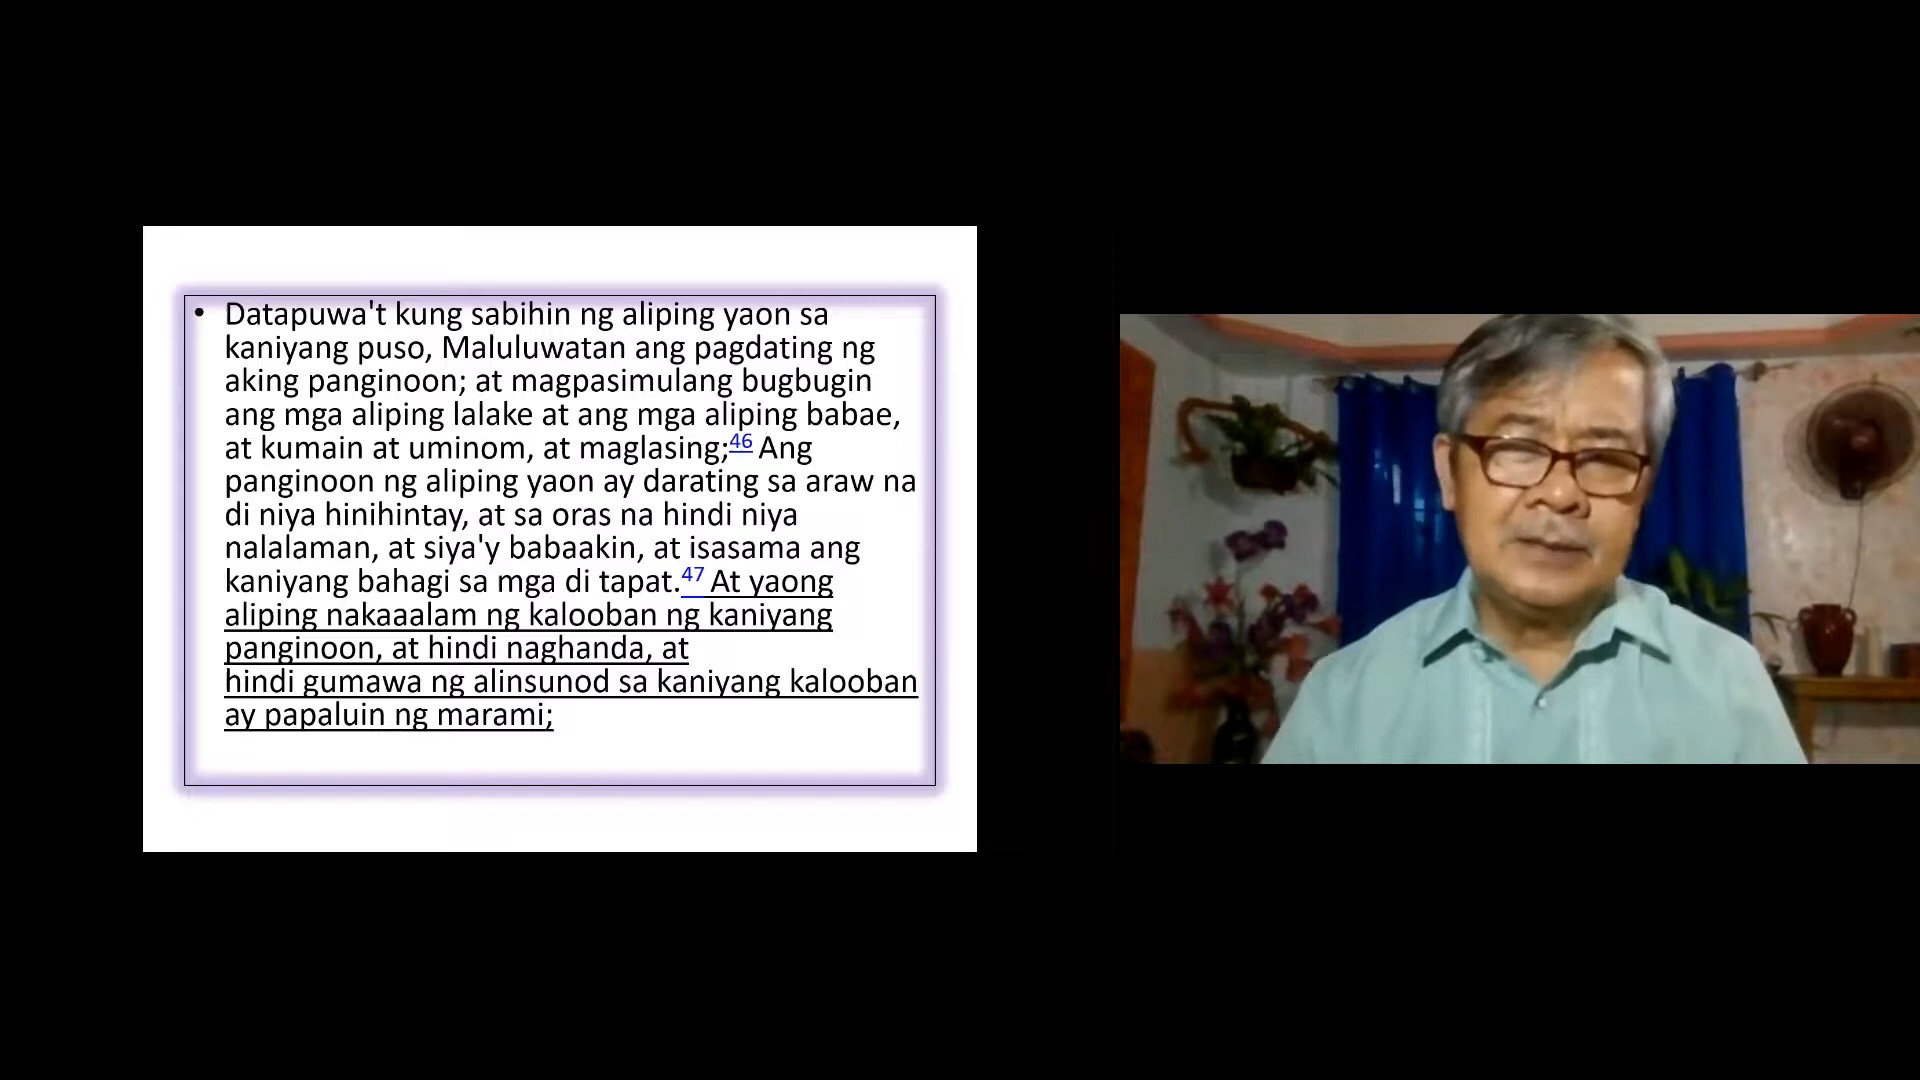 • Datapuwa't kung sabihin ng aliping yaon sa
kaniyang puso, Maluluwatan ang pagdating ng
aking panginoon; at magpasimulang bugbugin
ang mga aliping lalake at ang mga aliping babae,
at kumain at uminom, at maglasing;46 Ang
panginoon ng aliping yaon ay darating sa araw na
di niya hinihintay, at sa oras na hindi niya
nalalaman, at siya'y babaakin, at isasama ang
kaniyang bahagi sa mga di tapat.47 At yaong
aliping nakaaalam ng kalooban ng kaniyang
panginoon, at hindi naghanda, at
hindi gumawa ng alinsunod sa kaniyang kalooban
ay papaluin ng marami;